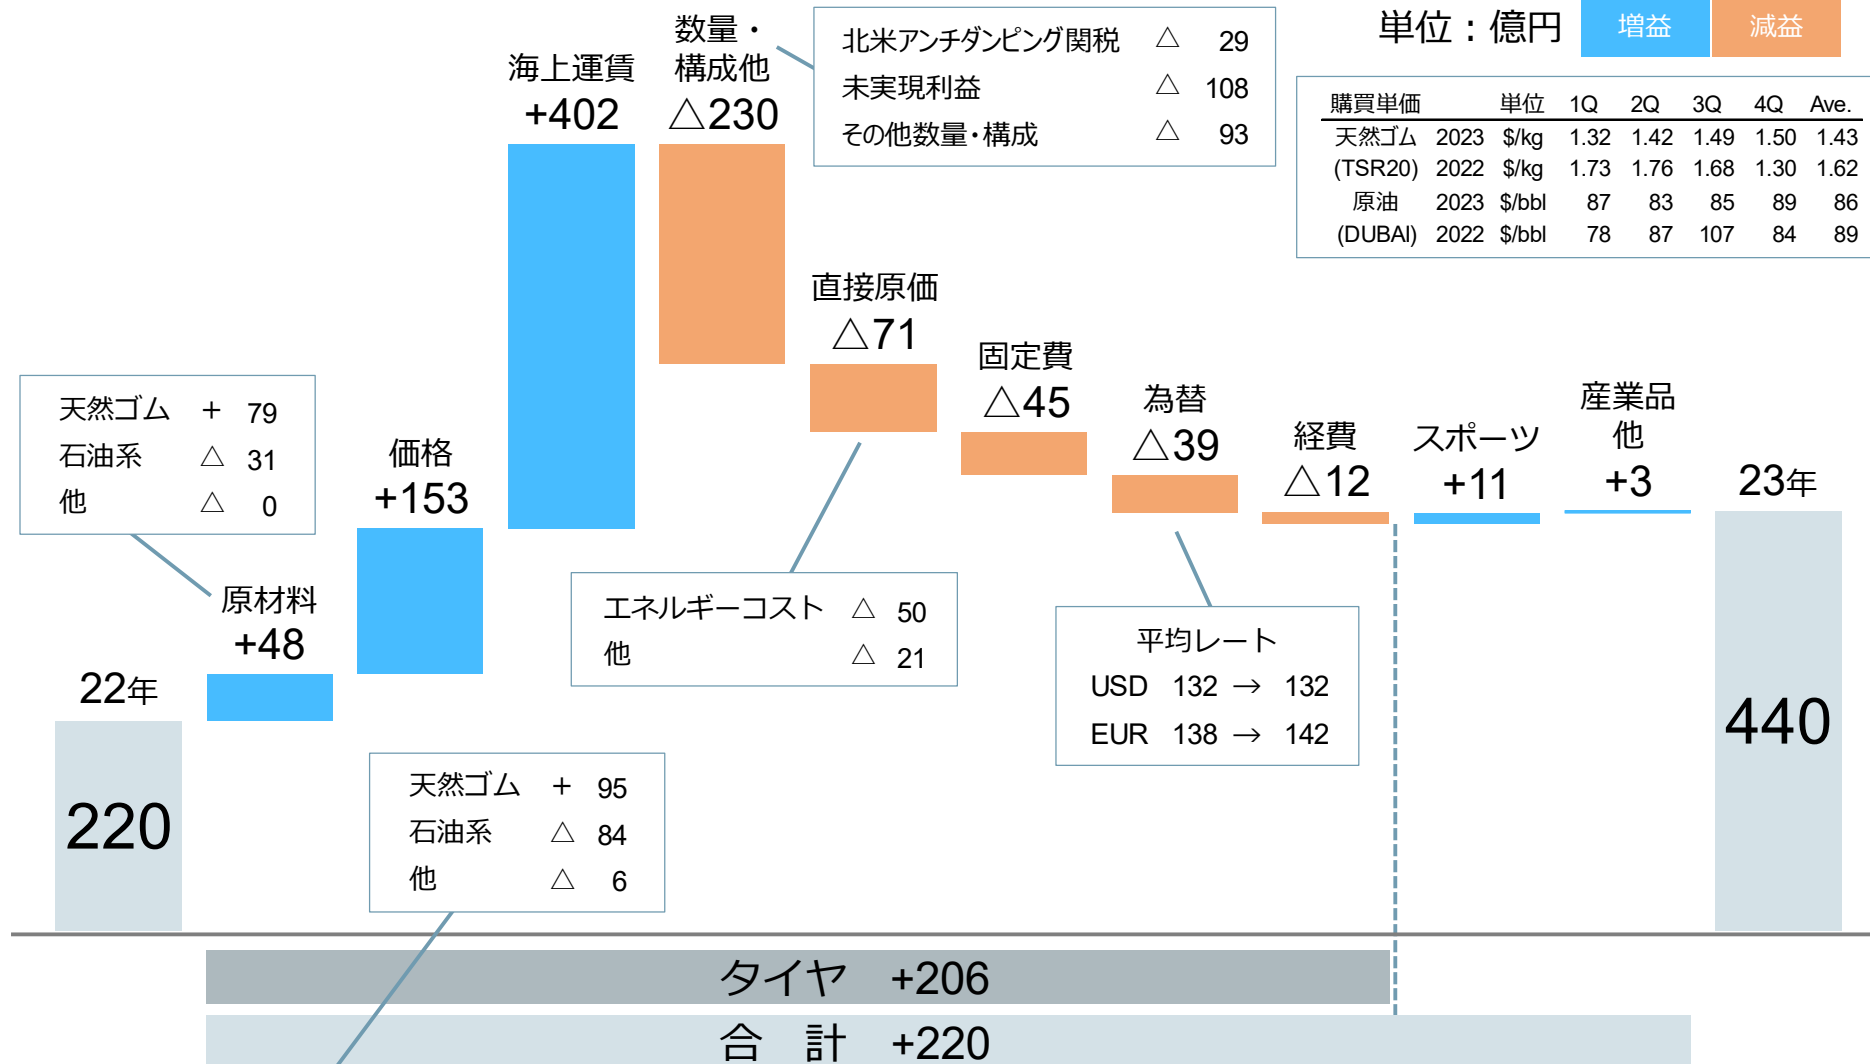 単位：億円 増益 減益
数量・
構成他
△230
海上運賃
+402
北米アンチダンピング関税 △ 29
未実現利益 △ 108
その他数量・構成 △ 93
購買単価 単位 1Q 2Q 3Q 4Q Ave.
天然ゴム 2023 $/kg 1.32 1.42 1.49 1.50 1.43
(TSR20) 2022 $/kg 1.73 1.76 1.68 1.30 1.62
原油 2023 $/bbl 87 83 85 89 86
(DUBAI) 2022 $/bbl 78 87 107 84 89
直接原価
△71
固定費
△45
為替
△39
経費
△12
スポーツ
+11
産業品
他
+3
23年
440
天然ゴム + 79
石油系 △ 31
他 △ 0
価格
+153
原材料
+48
22年
220
エネルギーコスト △ 50
他 △ 21
平均レート
USD 132 → 132
EUR 138 → 142
天然ゴム + 95
石油系 △ 84
他 △ 6
タイヤ +206
合 計 +220